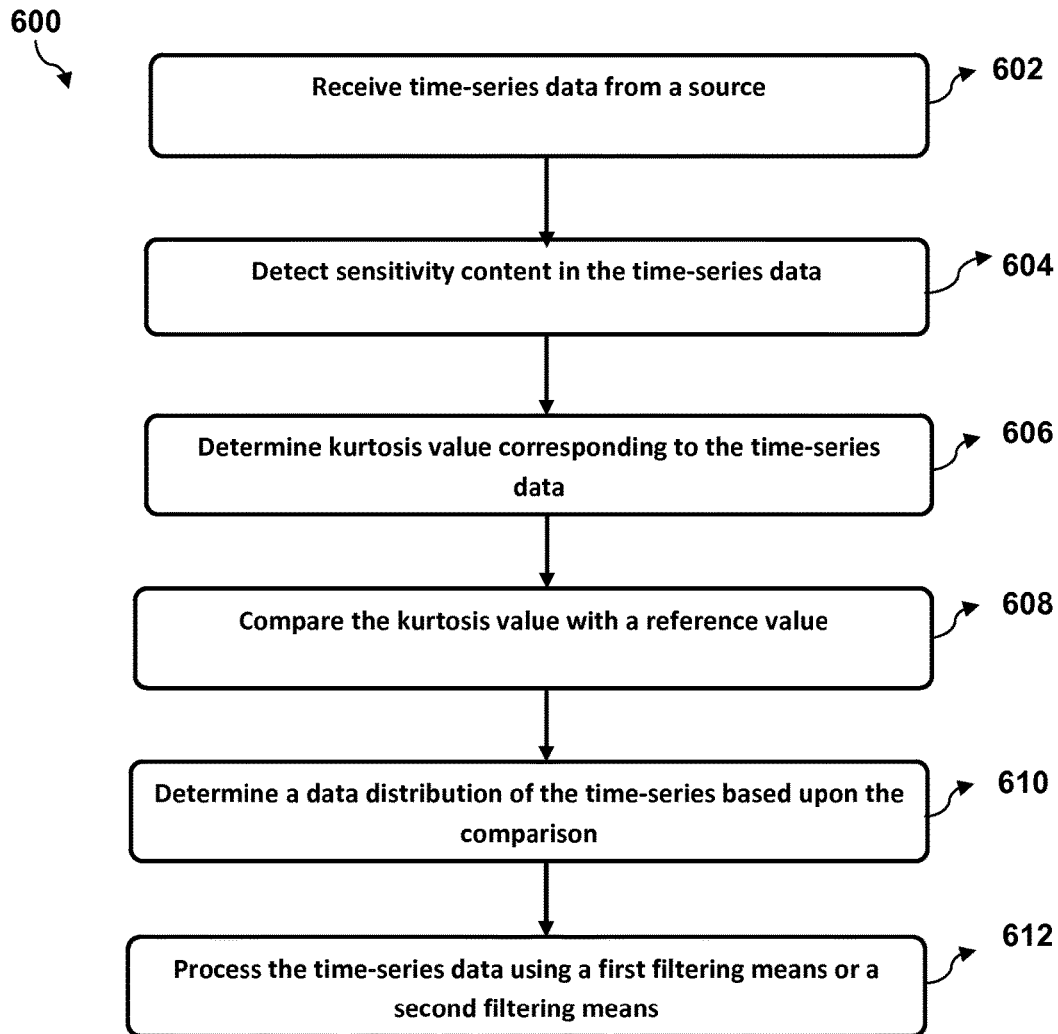 600
Receive time-series data from a source
602
Detect sensitivity content in the time-series data
604
Determine kurtosis value corresponding to the time-series
data
606
Compare the kurtosis value with a reference value
608
Determine a data distribution of the time-series based upon the
comparison
610
Process the time-series data using a first filtering means or a
second filtering means
612